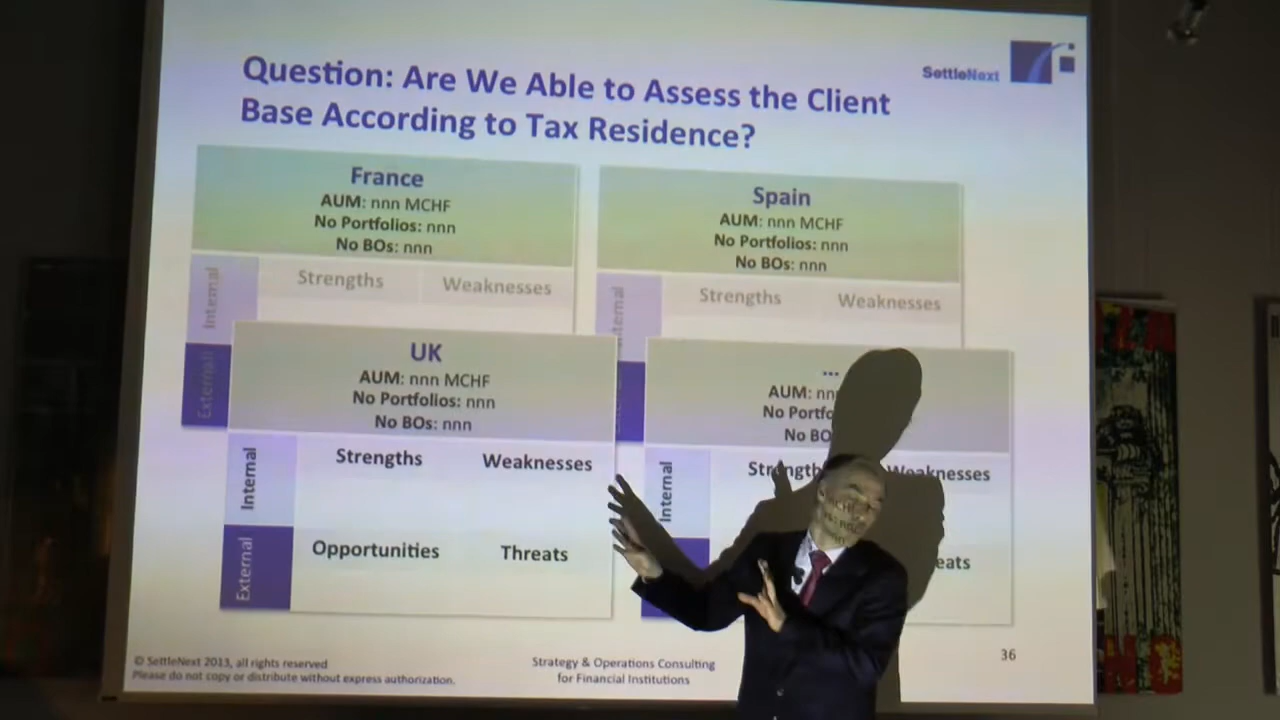 SettleNext
Question: Are We Able to Assess the Client
Base According to Tax Residence?
France
AUM: nnn MCHF
No Portfolios: nnn
No BOs: nnn
Internal
Strengths
Weaknesses
External
Spain
AUM: nnn MCHF
No Portfolios: nnn
No BOs: nnn
Strengths
Weaknesses
UK
AUM: nnn MCHF
No Portfolios: nnn
No BOs: nnn
Internal
Strengths
Weaknesses
External
Opportunities
Threats
...
AUM:
No
No
Internal
Weaknesses
© SettleNext 2013, all rights reserved
Please do not copy or distribute without express authorization.
Strategy & Operations Consulting
for Financial Institutions
36